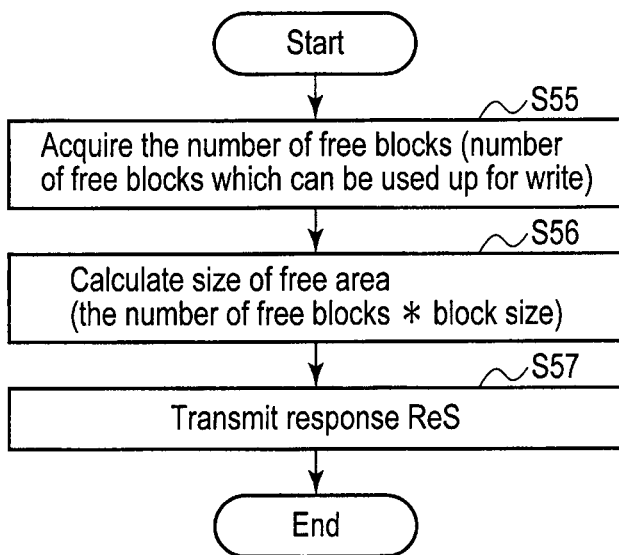 Start
S55
Acquire the number of free blocks (number
of free blocks which can be used up for write)
S56
Calculate size of free area
(the number of free blocks * block size)
S57
Transmit response ReS
End